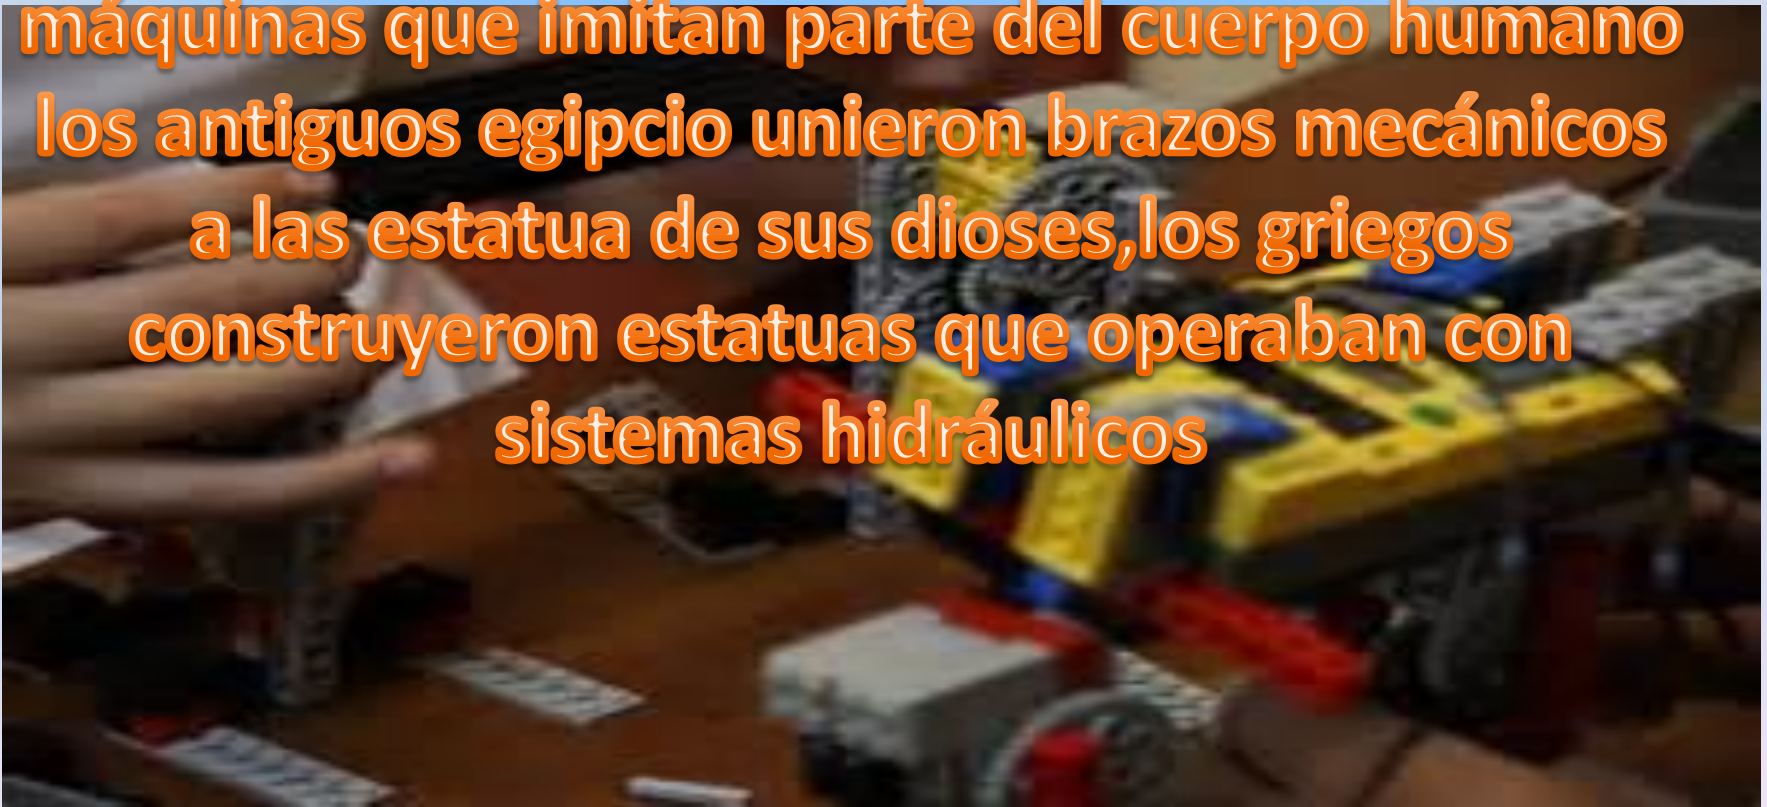 máquinas que imitan parte del cuerpo humano
los antiguos egipcio unieron brazos mecánicos
a las estatua de sus dioses,los griegos
construyeron estatuas que operaban con
sistemas hidráulicos